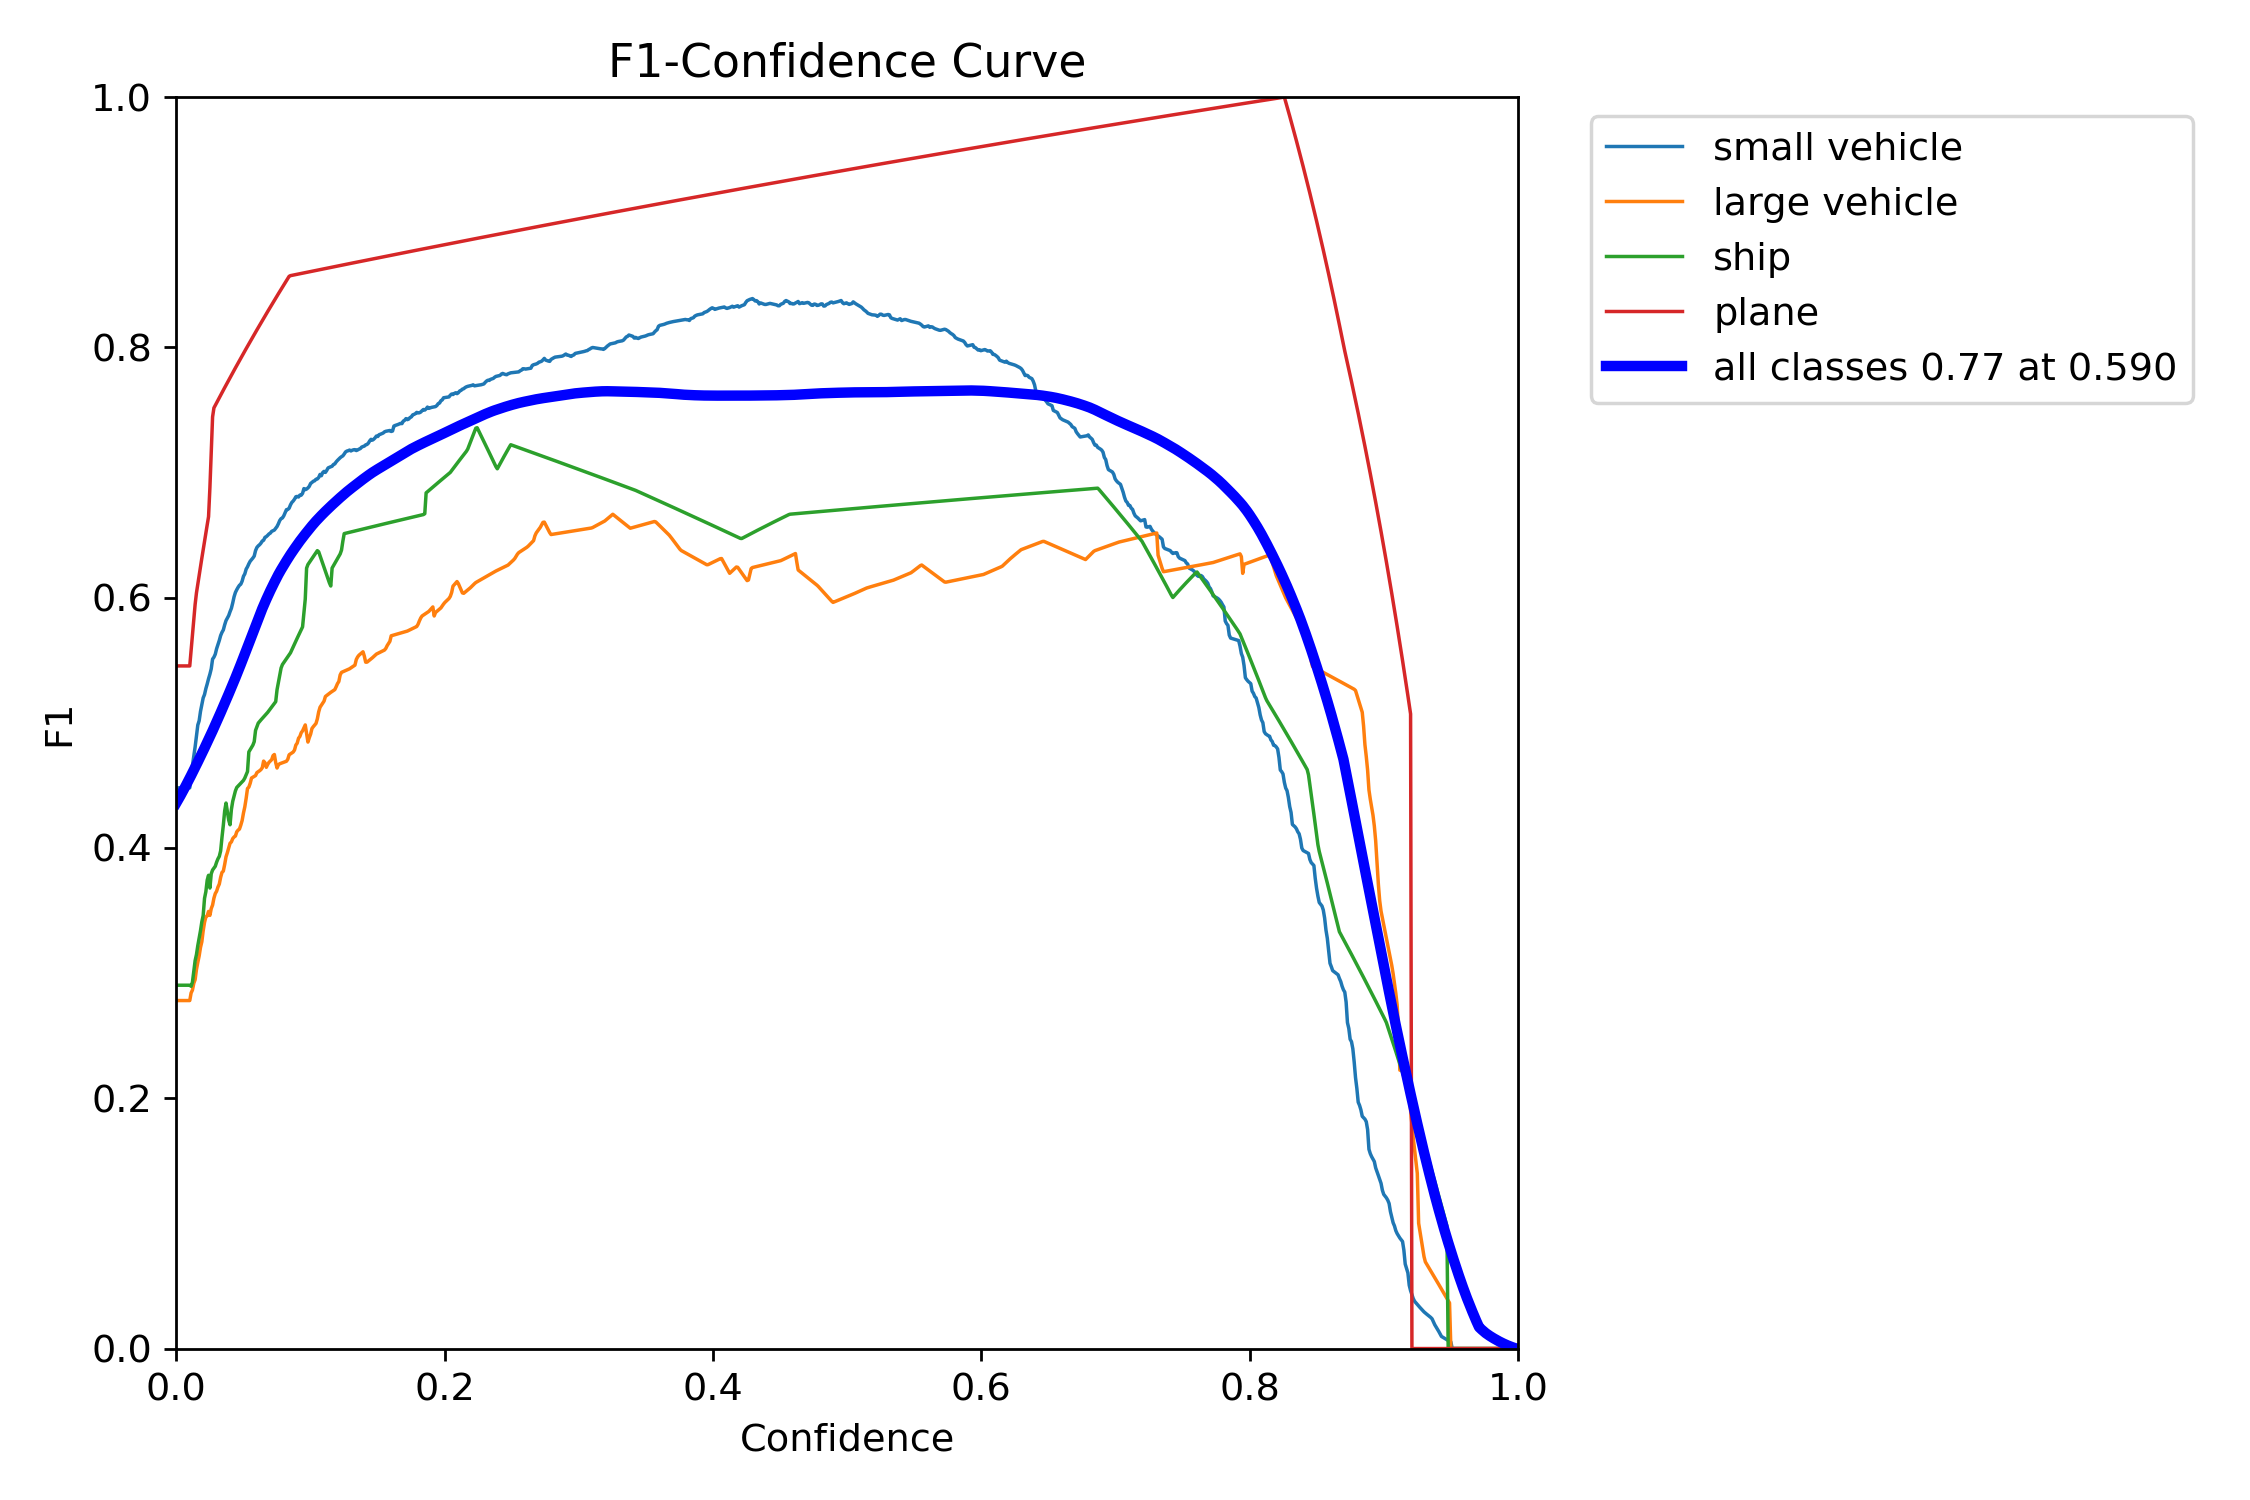 F1-Confidence Curve
1.0
0.8
0.6
0.4
0.2
0.0
F1
0.0 0.2 0.4 0.6 0.8 1.0
Confidence
small vehicle
large vehicle
ship
plane
all classes 0.77 at 0.590